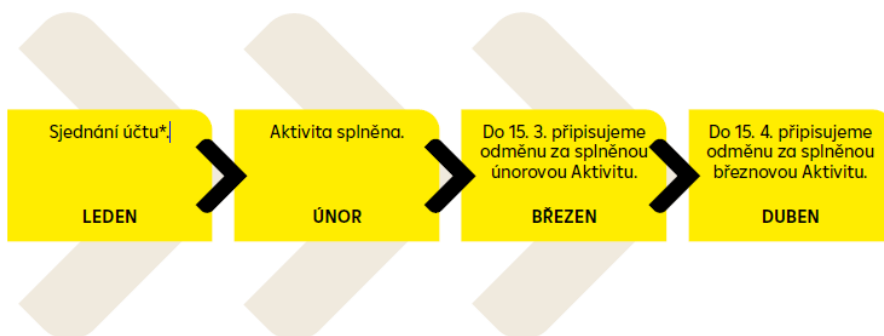 Sjednání účtu*.
LEDEN
Aktivita splněna.
ÚNOR
Do 15. 3. připisujeme
odměnu za splněnou
únorovou Aktivitu.
BŘEZEN
Do 15. 4. připisujeme
odměnu za splněnou
březnovou Aktivitu.
DUBEN